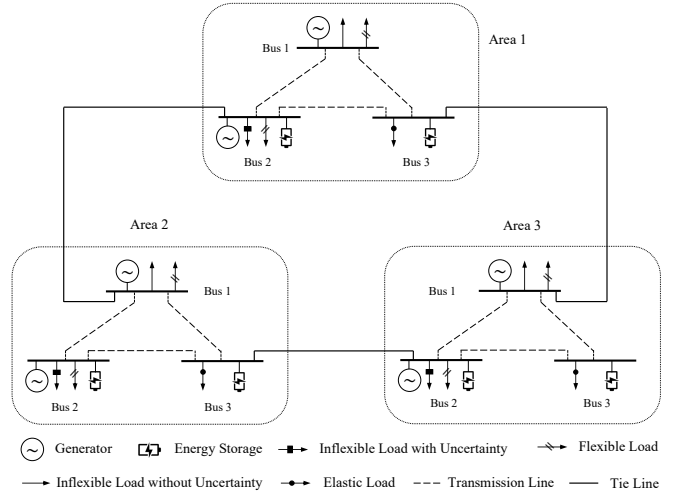 Area 1
Bus 1
Bus 2
Bus 3
Area 2
Area 3
Bus 1
Bus 1
Bus 2
Bus 3
Bus 2
Bus 3
Generator
Energy Storage
Inflexible Load with Uncertainty
Flexible Load
Inflexible Load without Uncertainty
Elastic Load
Transmission Line
Tie Line